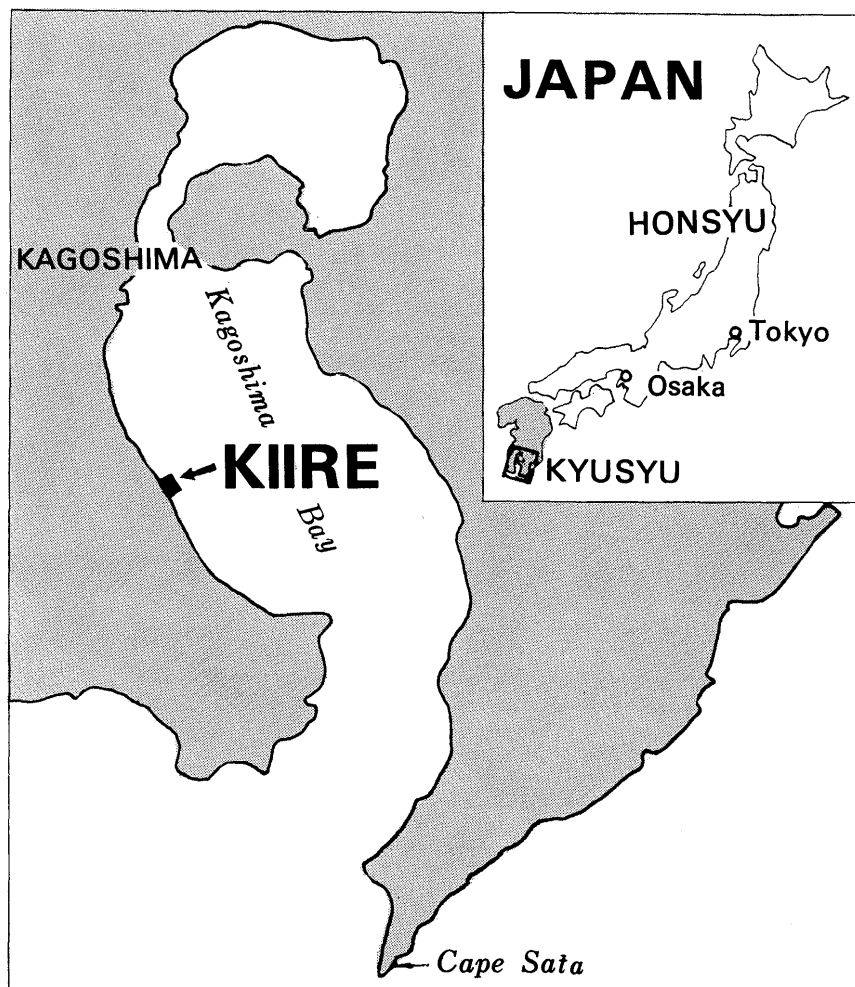 JAPAN
HONSYU
Tokyo
Osaka
KYUSYU
KAGOSHIMA
Kagoshima
Bay
KIIRE
Cape Sata